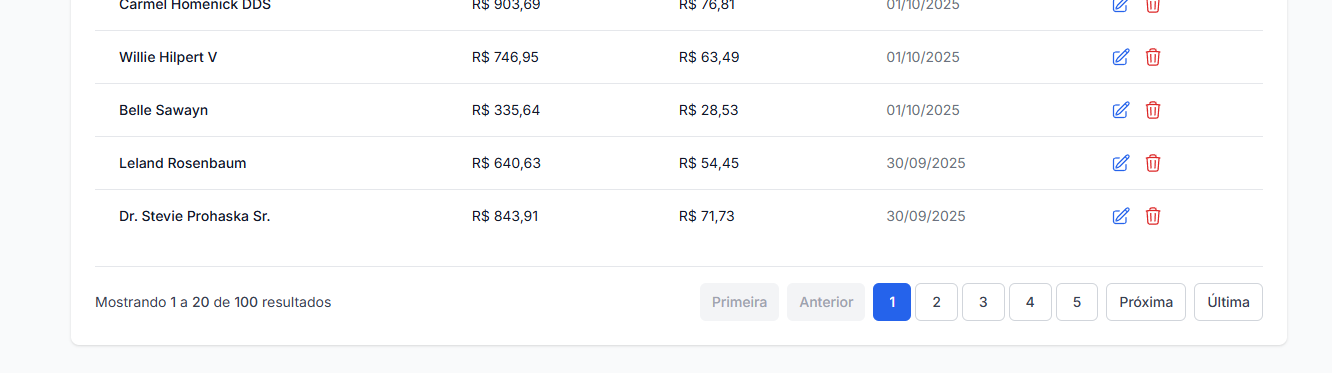 Carmel Homenick DDS R$ 903,69 R$ 76,81 01/10/2025
Willie Hilpert V R$ 746,95 R$ 63,49 01/10/2025
Belle Sawayn R$ 335,64 R$ 28,53 01/10/2025
Leland Rosenbaum R$ 640,63 R$ 54,45 30/09/2025
Dr. Stevie Prohaska Sr. R$ 843,91 R$ 71,73 30/09/2025
Mostrando 1 a 20 de 100 resultados Primeira Anterior 1 2 3 4 5 Próxima Última